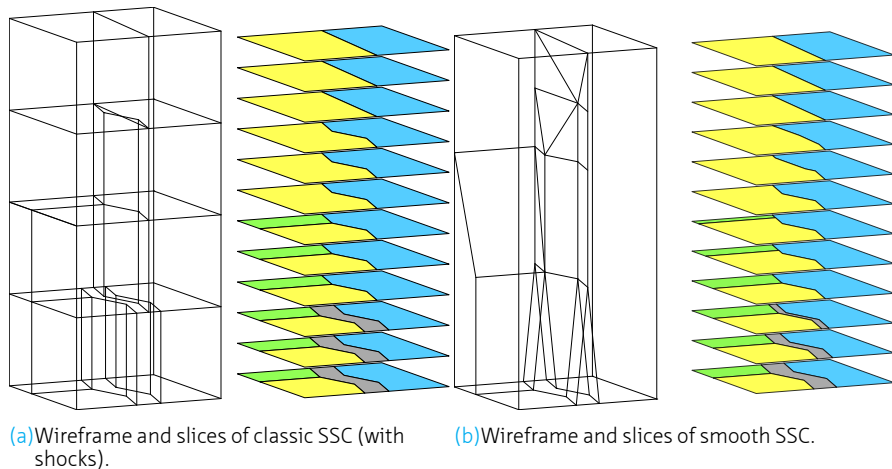 (a)Wireframe and slices of classic SSC (with
shocks).
(b)Wireframe and slices of smooth SSC.